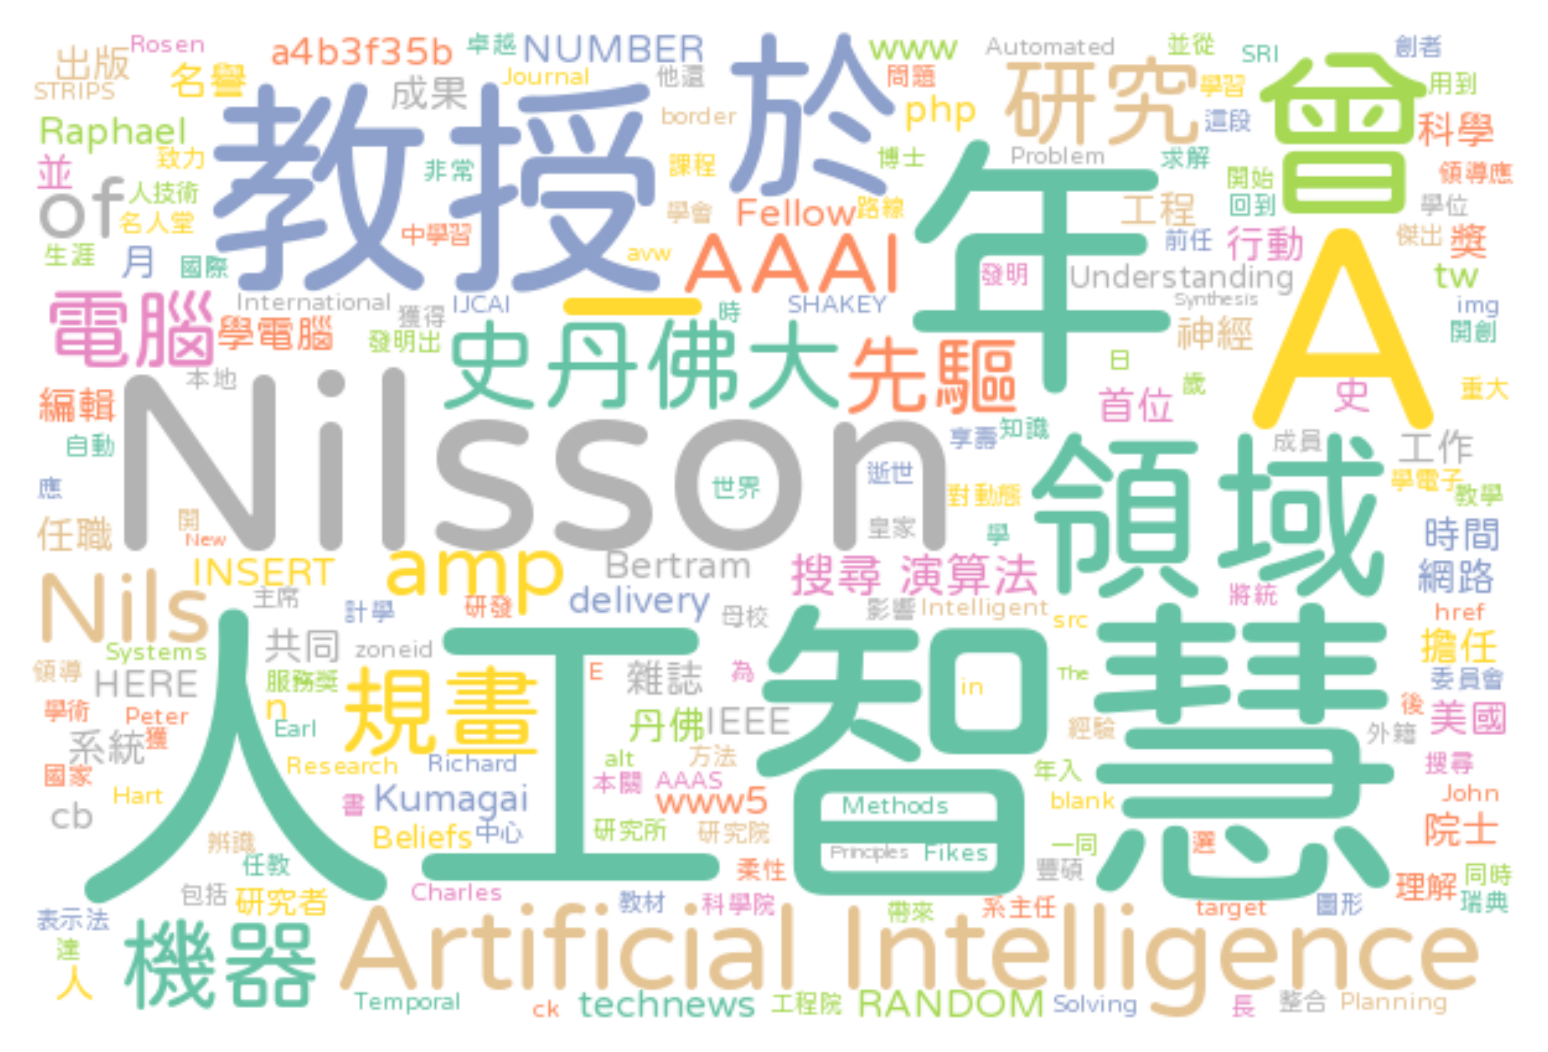 出版 Rosen a4b3f35b 卓越 NUMBER www Automated 並從 SRI 創者
STRIPS 名譽 成果 Journal 他還 問題 研究 學習 曾 用到
Raphael 教授 border 於 php 這段 科學
並 致力 非常 課程 博士 Problem 求解 開始 領導應
of 人技術 學會 Fellow 路線 年 工程 回到 學位
名人堂 中學習 前任 行動 傑出 獎
生涯 月 國際 avw AAAI 發明 Understanding A tw
電腦 International 獲得 IJCAI 一 時 SHAKEY Synthesis img
學電腦 發明出 史丹佛大 先驅 神經 開創
本地 日 歲 史 重大
編輯 Nilsson 首位
自動 享壽 知識 領域 成員 工作
應 世界 逝世 對動態 學電子 教學
任職 開 New 皇家 學 時間
INSERT amp Bertram 搜尋 演算法 網路
Nils 主席 計學 研發 delivery 母校 影響 Intelligent src 將統 href
Systems 共同 zoneid 人工智慧 擔任
領導 HERE 服務獎 規畫 E 雜誌 為 in The 委員會
學術 Peter n Earl 丹佛 IEEE 經驗 後 美國
系統 獲 外籍
國家 Research Richard alt 方法 年入 搜尋
cb Hart 書 Kumagai 本關 AAAS www5 Methods blank John
辨識 Beliefs 中心 研究所 研究院 Principles Fikes 一同 選 院士
任教 柔性 豐碩 同時
包括 研究者 Charles 教材 科學院 帶來 系主任 target 圖形 理解 瑞典
表示法 機器 Artificial Intelligence
達
人 Temporal ck technews 工程院 RANDOM Solving 長 整合 Planning